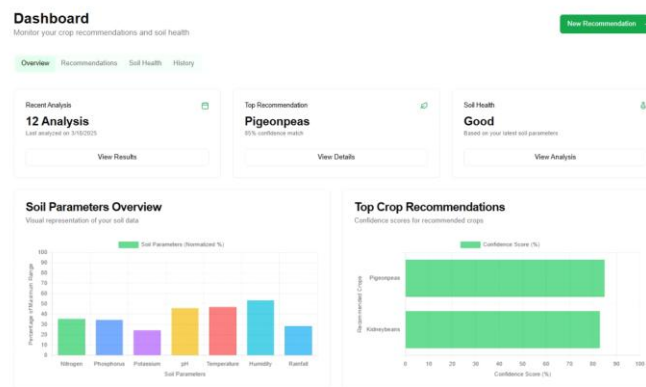 Dashboard
Monitor your crop recommendations and soil health
New Recommendation
Overview Recommendations Soil Health History
Recent Analysis
12 Analysis
Last analyzed on 3/18/2025
View Results
Top Recommendation
Pigeonpeas
85% confidence match
View Details
Soil Health
Good
Based on your latest soil parameters
View Analysis
Soil Parameters Overview
Visual representation of your soil data
Soil Parameters (Normalized %)
Percentage of Maximum Range
100
90
80
70
60
50
40
30
20
10
0
Nitrogen Phosphorus Potassium pH Temperature Humidity Rainfall
Soil Parameters
Top Crop Recommendations
Confidence scores for recommended crops
Confidence Score (%)
Recommended Crops
Pigeonpeas
Kidneybeans
0 10 20 30 40 50 60 70 80 90 100
Confidence Score (%)